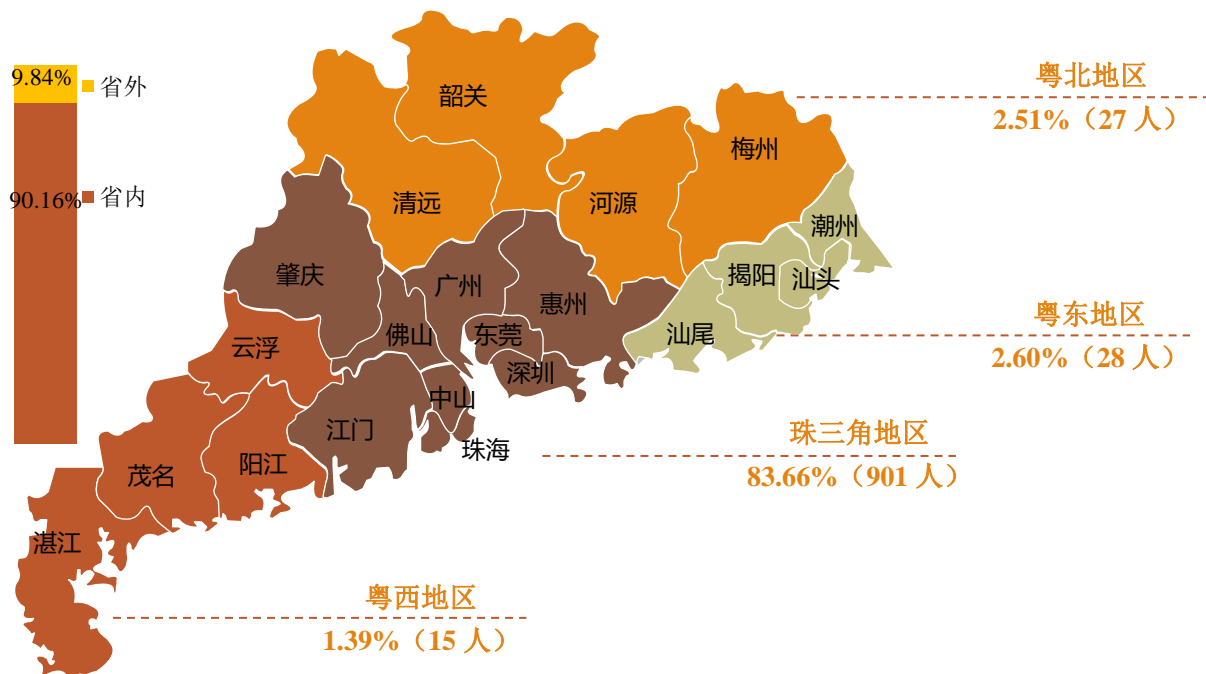 9.84%
省外
90.16%
省内
韶关
清远
河源
梅州
潮州
揭阳
汕头
汕尾
肇庆
广州
惠州
佛山
东莞
深圳
云浮
江门
中山
珠海
茂名
阳江
湛江
粤北地区
2.51%（27 人）
粤东地区
2.60%（28 人）
珠三角地区
83.66%（901 人）
粤西地区
1.39%（15 人）